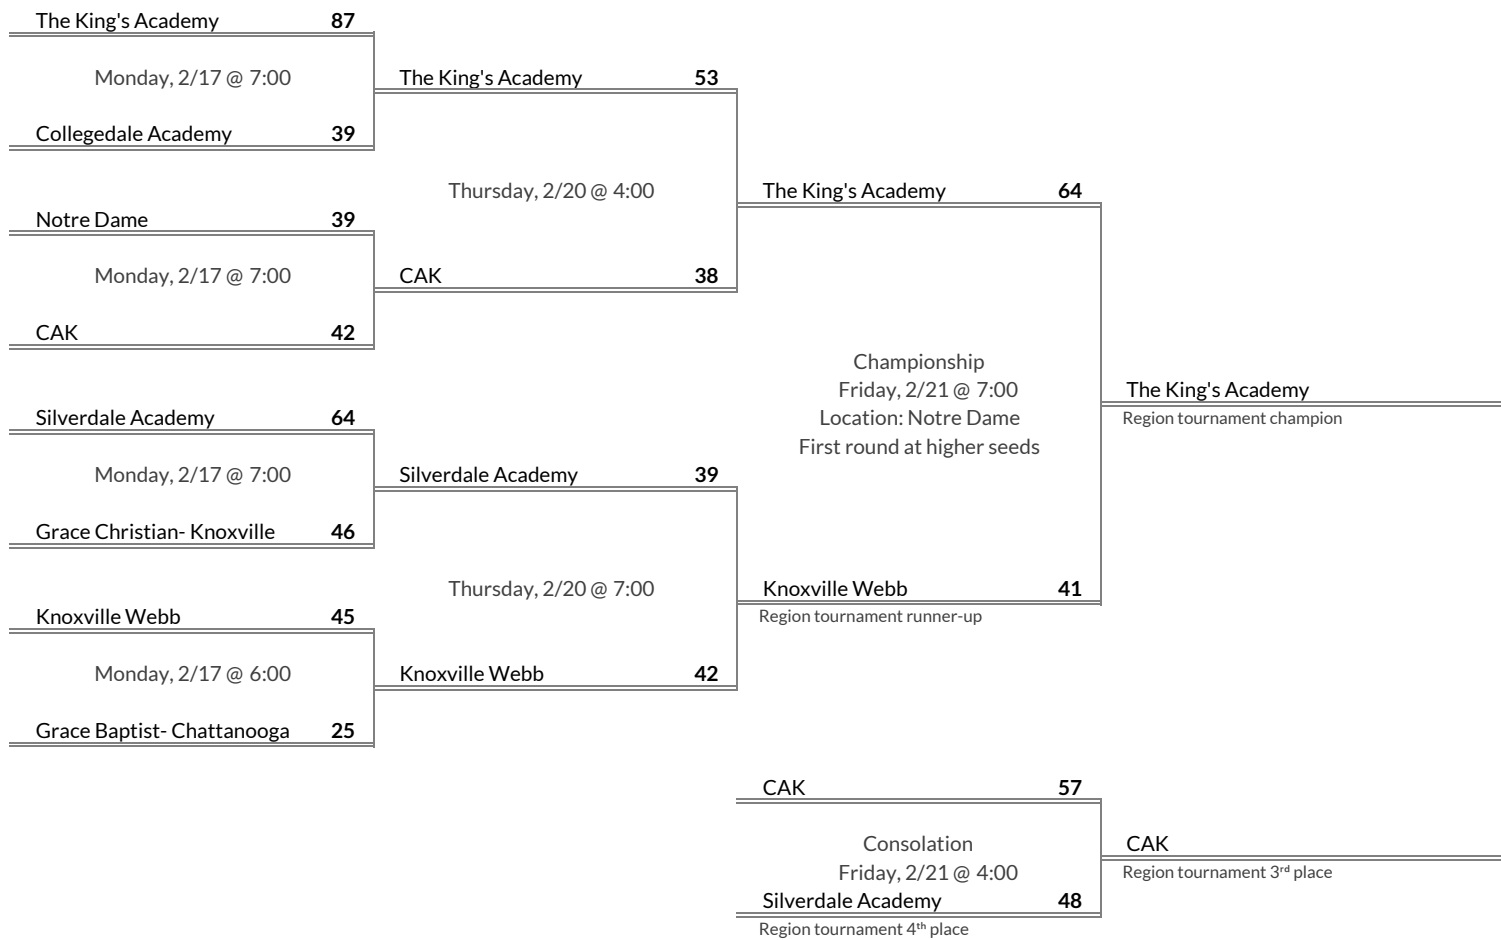 The King's Academy 87
Monday, 2/17 @ 7:00
Collegedale Academy 39
Notre Dame 39
Monday, 2/17 @ 7:00
CAK 42
Silverdale Academy 64
Monday, 2/17 @ 7:00
Grace Christian- Knoxville 46
Knoxville Webb 45
Monday, 2/17 @ 6:00
Grace Baptist- Chattanooga 25
The King's Academy 53
Thursday, 2/20 @ 4:00
CAK 38
Silverdale Academy 39
Thursday, 2/20 @ 7:00
Knoxville Webb 42
The King's Academy 64
Championship
Friday, 2/21 @ 7:00
Location: Notre Dame
First round at higher seeds
Knoxville Webb 41
Region tournament runner-up
The King's Academy
Region tournament champion
CAK 57
Consolation
Friday, 2/21 @ 4:00
Silverdale Academy 48
Region tournament 4th place
CAK
Region tournament 3rd place